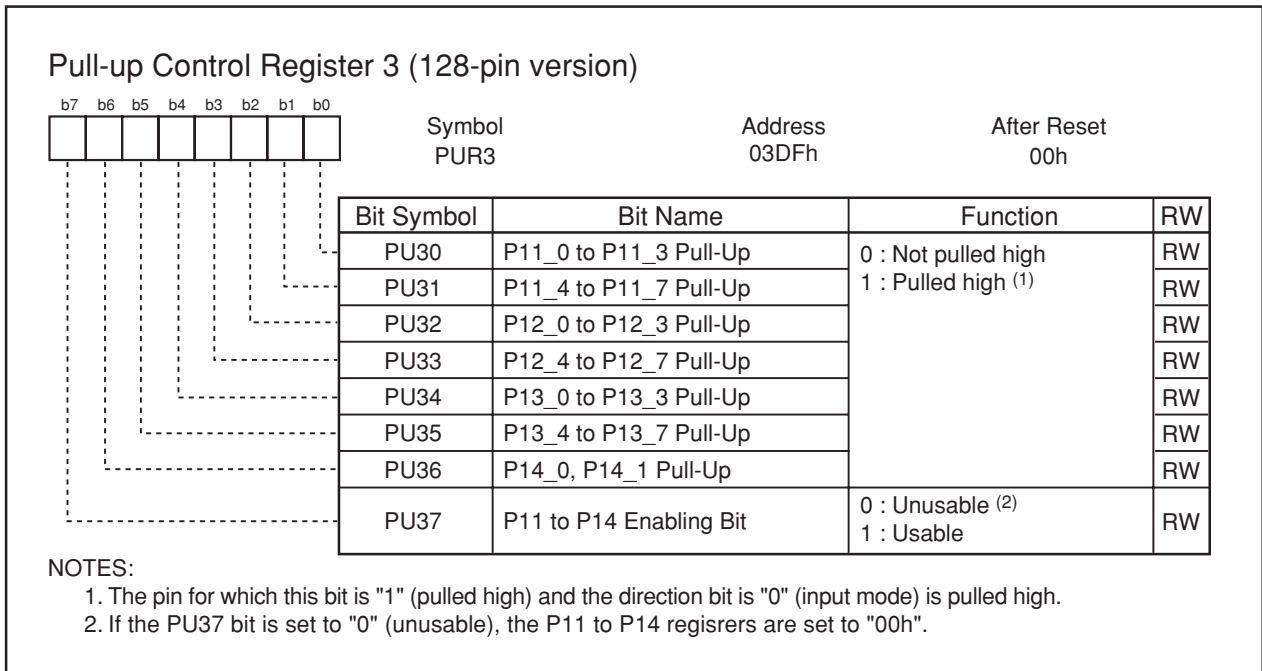 Pull-up Control Register 3 (128-pin version)
b7 b6 b5 b4 b3 b2 b1 b0
Symbol Address After Reset
PUR3 03DFh 00h
Bit Symbol Bit Name Function RW
PU30 P11_0 to P11_3 Pull-Up 0 : Not pulled high RW
PU31 P11_4 to P11_7 Pull-Up 1 : Pulled high (1) RW
PU32 P12_0 to P12_3 Pull-Up RW
PU33 P12_4 to P12_7 Pull-Up RW
PU34 P13_0 to P13_3 Pull-Up RW
PU35 P13_4 to P13_7 Pull-Up RW
PU36 P14_0, P14_1 Pull-Up RW
PU37 P11 to P14 Enabling Bit 0 : Unusable (2) RW
1 : Usable
NOTES:
1. The pin for which this bit is "1" (pulled high) and the direction bit is "0" (input mode) is pulled high.
2. If the PU37 bit is set to "0" (unusable), the P11 to P14 regisrers are set to "00h".